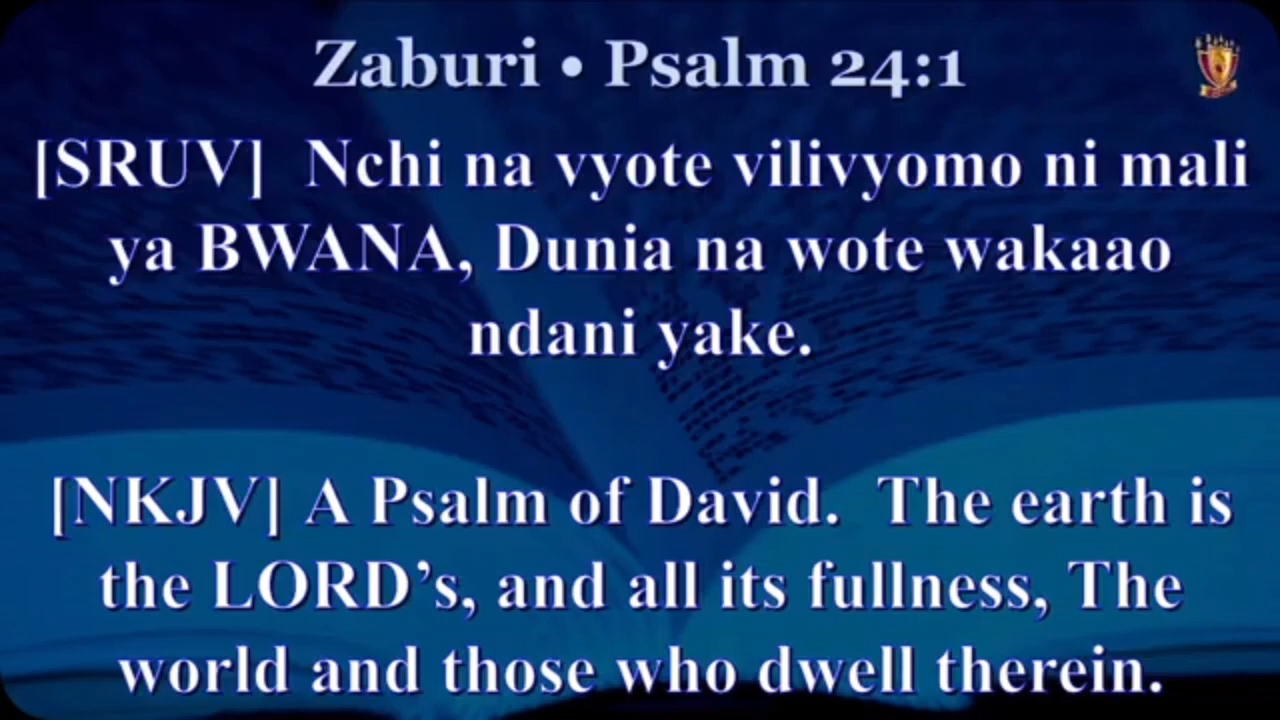 Zaburi • Psalm 24:1
[SRUV] Nchi na vyote vilivyomo ni mali
ya BWANA, Dunia na wote wakaao
ndani yake.
[NKJV] A Psalm of David. The earth is
the LORD’s, and all its fullness, The
world and those who dwell therein.